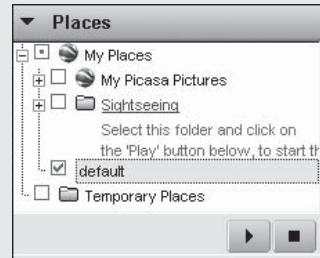 Places
My Places
My Picasa Pictures
Sightseeing
Select this folder and click on
the 'Play' button below, to start th
default
Temporary Places